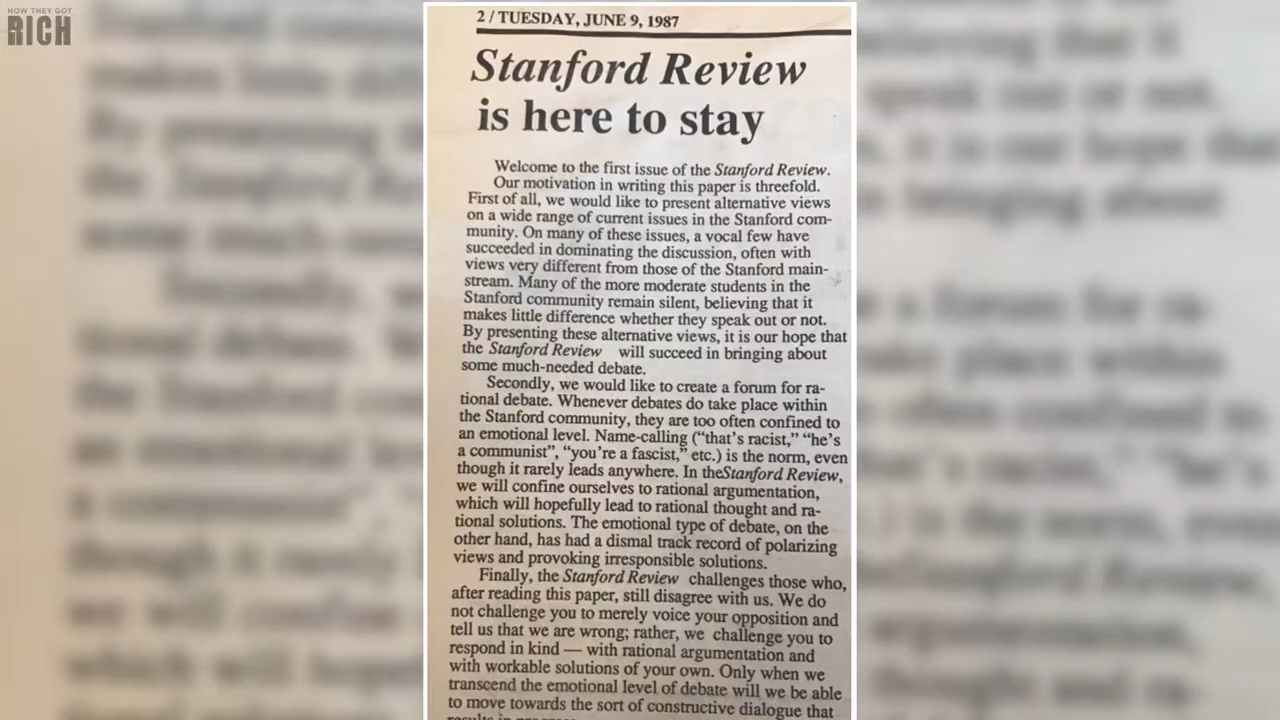 HOW THEY GOT
RICH
2 / TUESDAY, JUNE 9, 1987
Stanford Review
is here to stay
Welcome to the first issue of the Stanford Review.
Our motivation in writing this paper is threefold.
First of all, we would like to present alternative views
on a wide range of current issues in the Stanford com-
munity. On many of these issues, a vocal few have
succeeded in dominating the discussion, often with
views very different from those of the Stanford main-
stream. Many of the more moderate students in the
Stanford community remain silent, believing that it
makes little difference whether they speak out or not.
By presenting these alternative views, it is our hope that
the Stanford Review will succeed in bringing about
some much-needed debate.
Secondly, we would like to create a forum for ra-
tional debate. Whenever debates do take place within
the Stanford community, they are too often confined to
an emotional level. Name-calling (“that's racist,” “he's
a communist”, “you're a fascist,” etc.) is the norm, even
though it rarely leads anywhere. In theStanford Review,
we will confine ourselves to rational argumentation,
which will hopefully lead to rational thought and ra-
tional solutions. The emotional type of debate, on the
other hand, has had a dismal track record of polarizing
views and provoking irresponsible solutions.
Finally, the Stanford Review challenges those who,
after reading this paper, still disagree with us. We do
not challenge you to merely voice your opposition and
tell us that we are wrong; rather, we challenge you to
respond in kind — with rational argumentation and
with workable solutions of your own. Only when we
transcend the emotional level of debate will we be able
to move towards the sort of constructive dialogue that